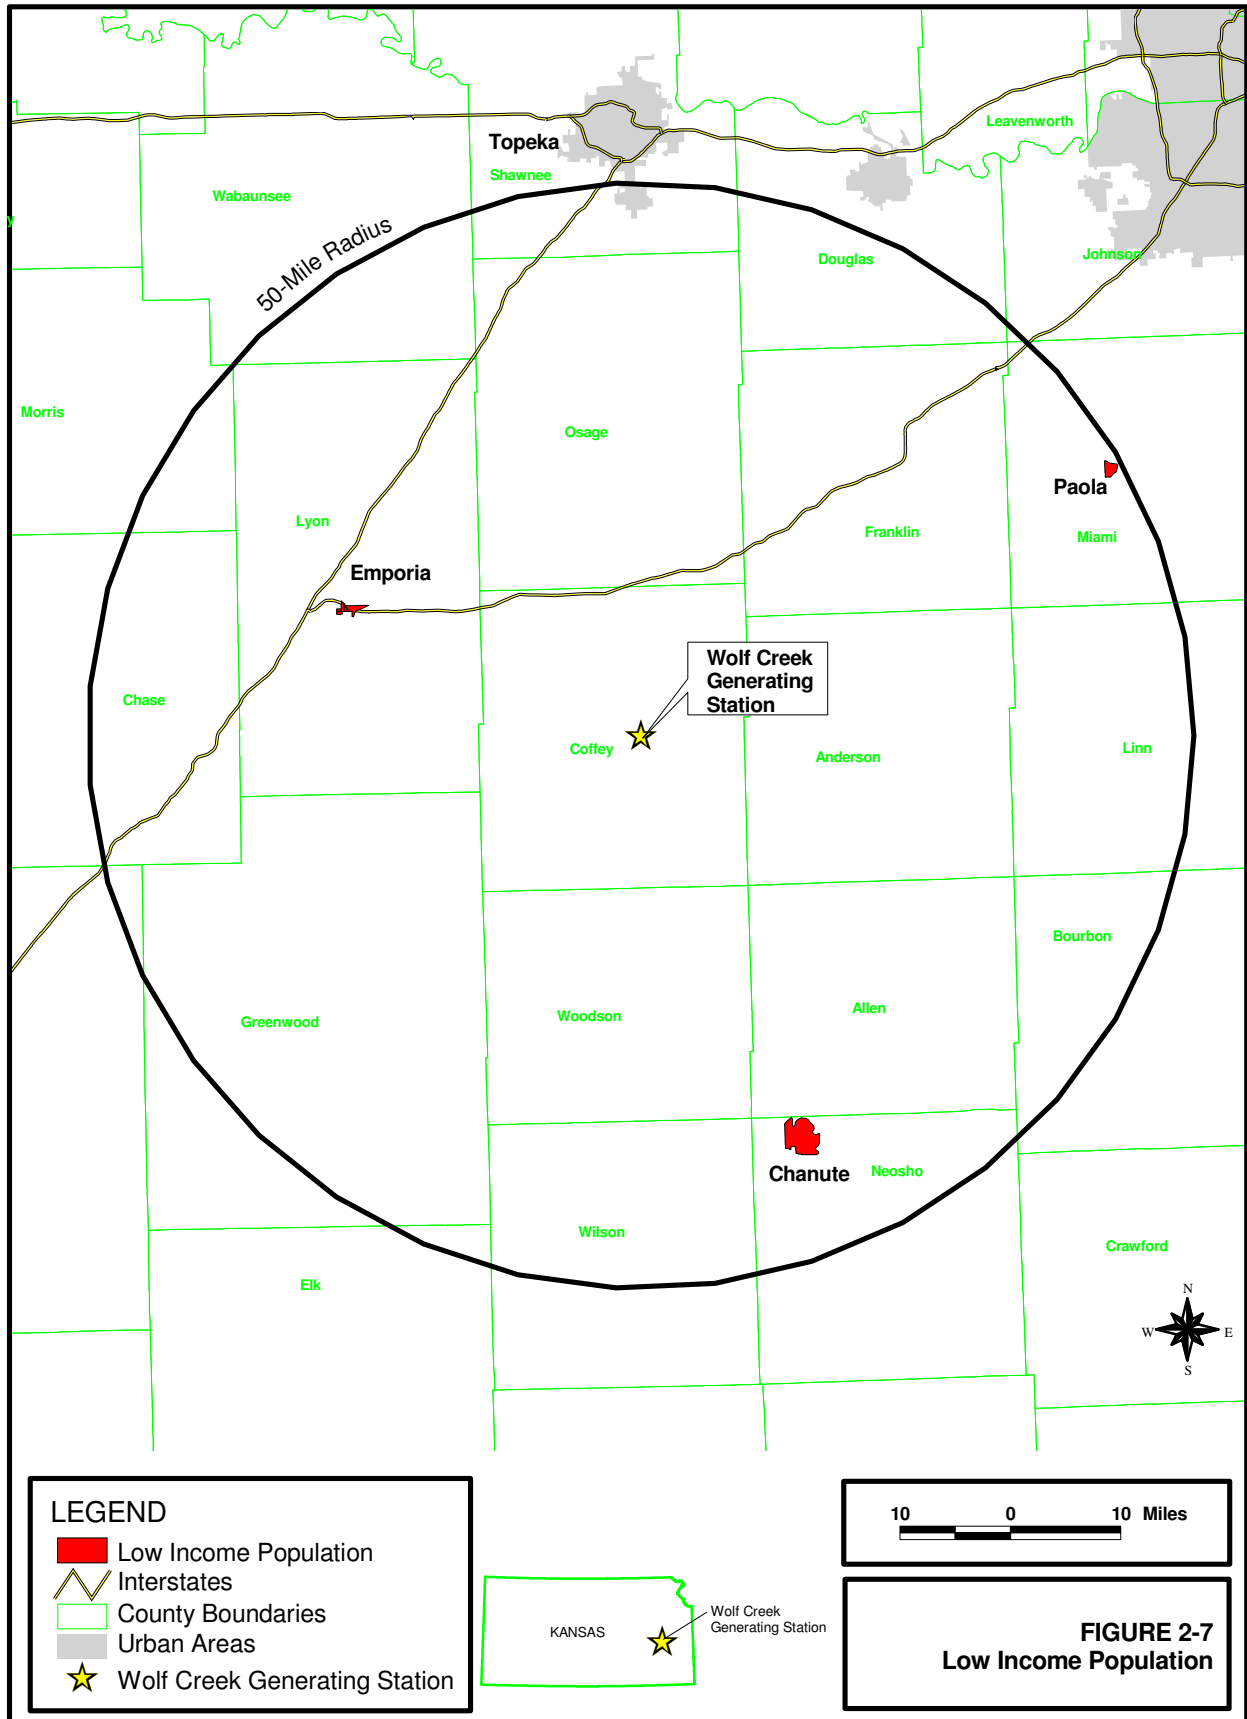 Leavenworth
Topeka
Shawnee
Wabaunsee
y
50-Mile Radius
Douglas
Johnson
Morris
Osage
Paola
Lyon
Franklin
Miami
Emporia
Wolf Creek
Generating
Station
Chase
Coffey
Anderson
Linn
Bourbon
Greenwood
Woodson
Allen
Chanute
Neosho
Wilson
Crawford
Elk
N
W
E
S
LEGEND
Low Income Population
Interstates
County Boundaries
Urban Areas
Wolf Creek Generating Station
KANSAS
Wolf Creek
Generating Station
10 0 10 Miles
FIGURE 2-7
Low Income Population